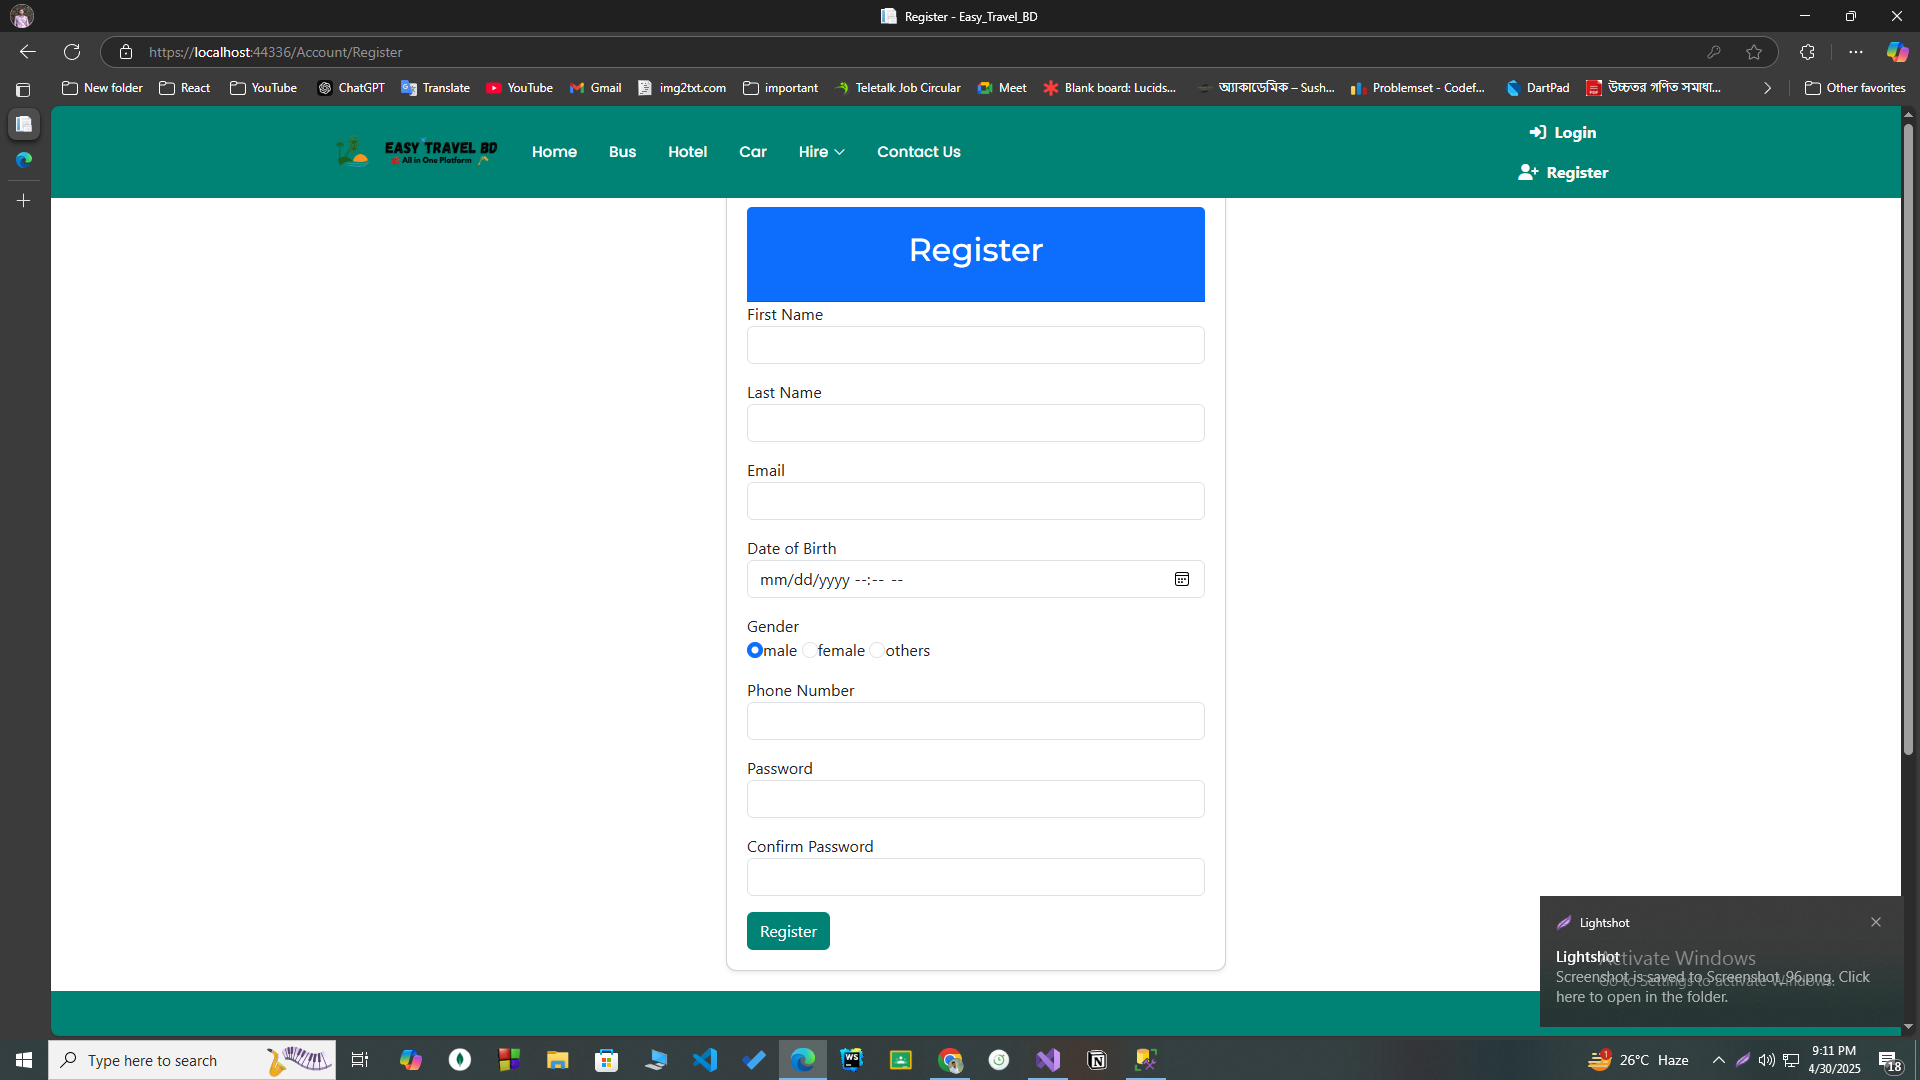 Register - Easy_Travel_BD
https://localhost:44336/Account/Register
New folder React YouTube ChatGPT Translate YouTube Gmail img2txt.com important Teletalk Job Circular Meet Blank board: Lucids... অ্যাকাডেমিক – Sush... Problemset - Codef... DartPad উচ্চতর গণিত সমাধা... Other favorites
EASY TRAVEL BD
All in One Platform
Home Bus Hotel Car Hire Contact Us
Login
Register
Register
First Name
Last Name
Email
Date of Birth
mm/dd/yyyy --:-- --
Gender
male female others
Phone Number
Password
Confirm Password
Register
Lightshot
Lightshot
Activate Windows
Screenshot is saved to Screenshot_96.png. Click
Go to Settings to activate Windows.
here to open in the folder.
Type here to search
WS
1
26°C Haze
9:11 PM
4/30/2025
18